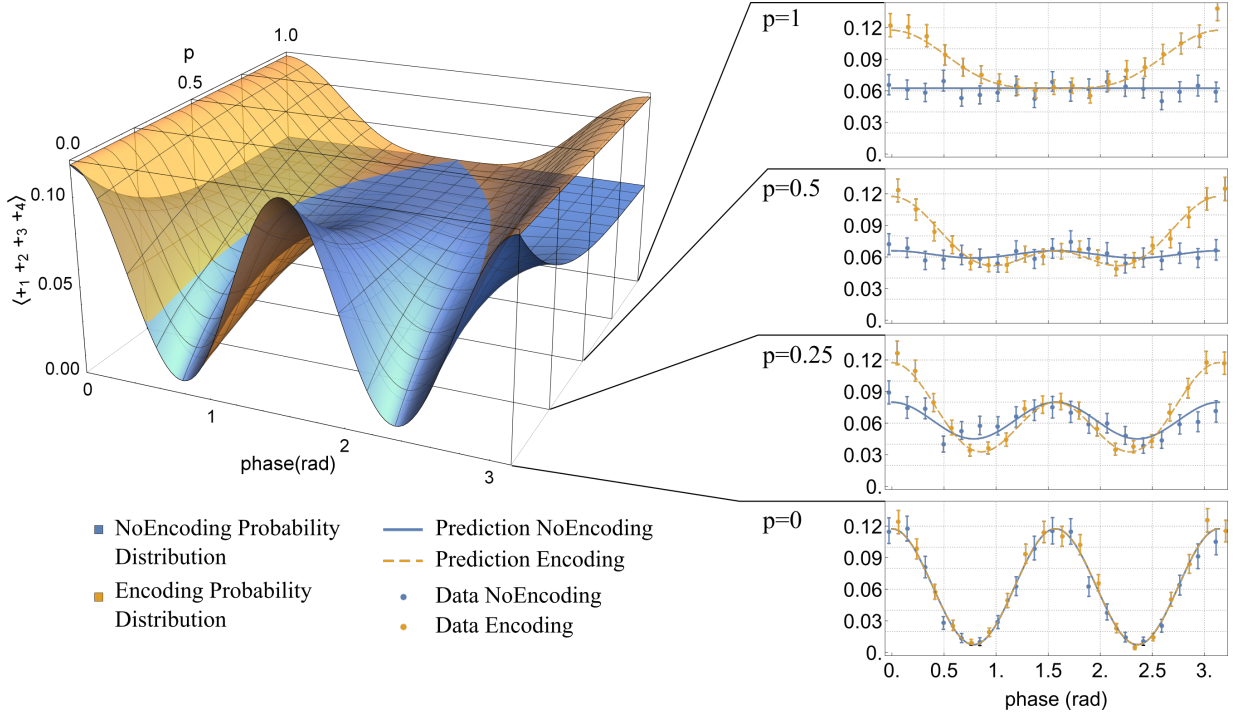 p
1.0
0.5
0.0
0.10
0.05
0.00
⟨+₁ +₂ +₃ +₄⟩
0
1
2
3
phase(rad)
NoEncoding Probability
Distribution
Encoding Probability
Distribution
Prediction NoEncoding
Prediction Encoding
Data NoEncoding
Data Encoding
p=1
0.12
0.09
0.06
0.03
0.
p=0.5
0.12
0.09
0.06
0.03
0.
p=0.25
0.12
0.09
0.06
0.03
0.
p=0
0.12
0.09
0.06
0.03
0.
0. 0.5 1. 1.5 2. 2.5 3.
phase (rad)